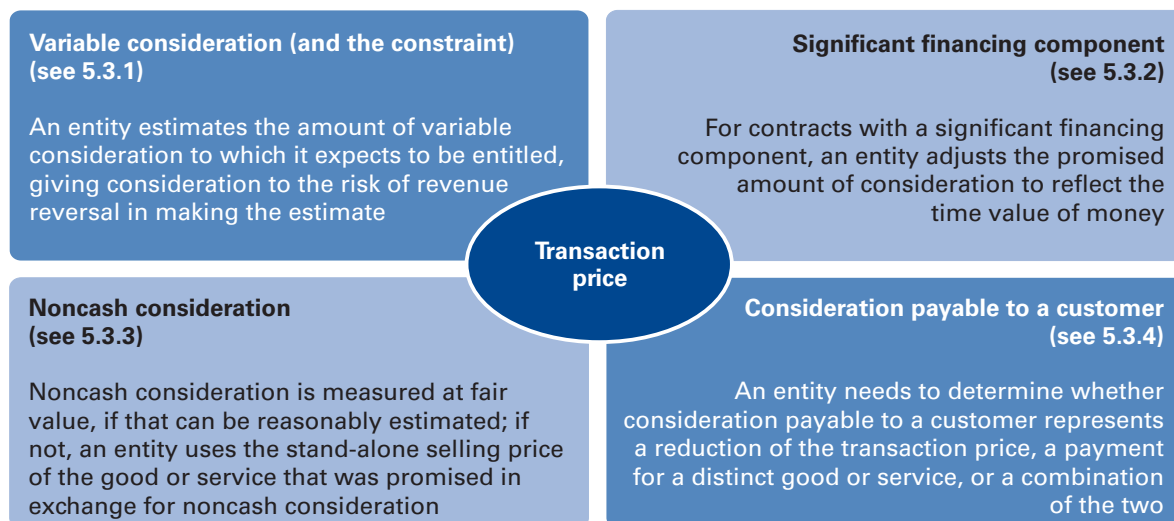 Variable consideration (and the constraint)
(see 5.3.1)
An entity estimates the amount of variable
consideration to which it expects to be entitled,
giving consideration to the risk of revenue
reversal in making the estimate
Significant financing component
(see 5.3.2)
For contracts with a significant financing
component, an entity adjusts the promised
amount of consideration to reflect the
time value of money
Transaction
price
Noncash consideration
(see 5.3.3)
Noncash consideration is measured at fair
value, if that can be reasonably estimated; if
not, an entity uses the stand-alone selling price
of the good or service that was promised in
exchange for noncash consideration
Consideration payable to a customer
(see 5.3.4)
An entity needs to determine whether
consideration payable to a customer represents
a reduction of the transaction price, a payment
for a distinct good or service, or a combination
of the two